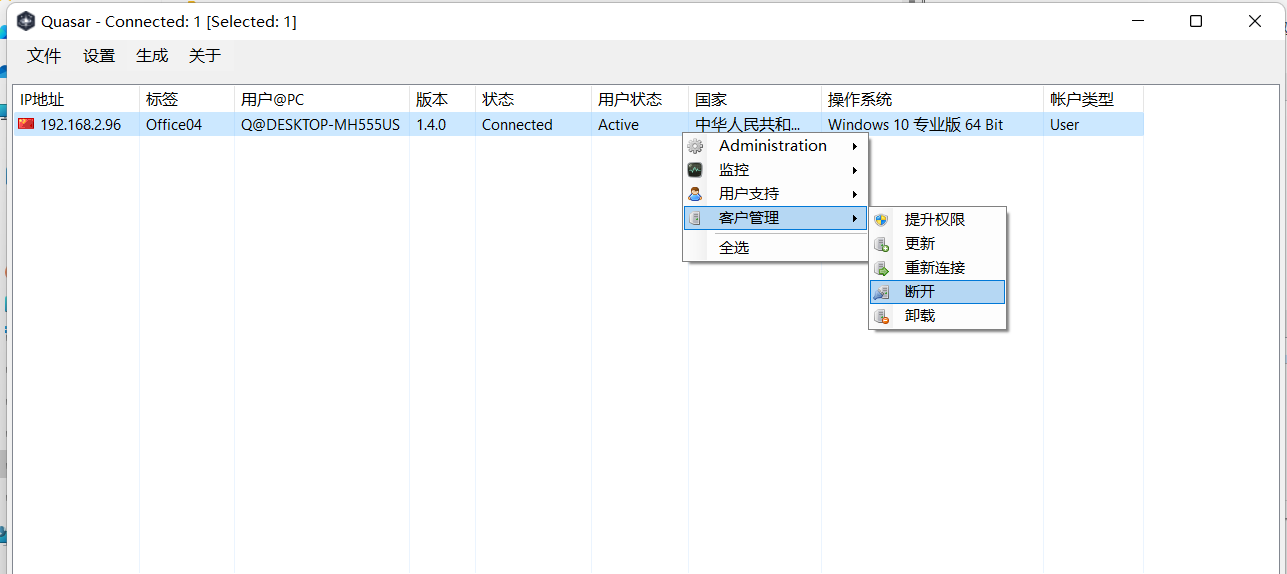 Quasar - Connected: 1 [Selected: 1]
文件 设置 生成 关于
IP地址 标签 用户@PC 版本 状态 用户状态 国家 操作系统 帐户类型
192.168.2.96 Office04 Q@DESKTOP-MH555US 1.4.0 Connected Active 中华人民共和... Windows 10 专业版 64 Bit User
Administration
监控
用户支持
客户管理
全选
提升权限
更新
重新连接
断开
卸载